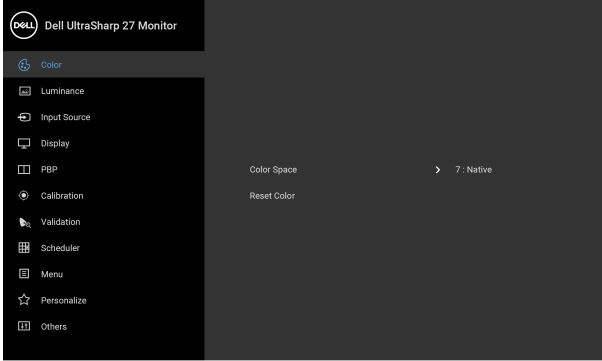 DELL Dell UltraSharp 27 Monitor
Color
Luminance
Input Source
Display
PBP
Color Space 7 : Native
Calibration
Reset Color
Validation
Scheduler
Menu
Personalize
Others